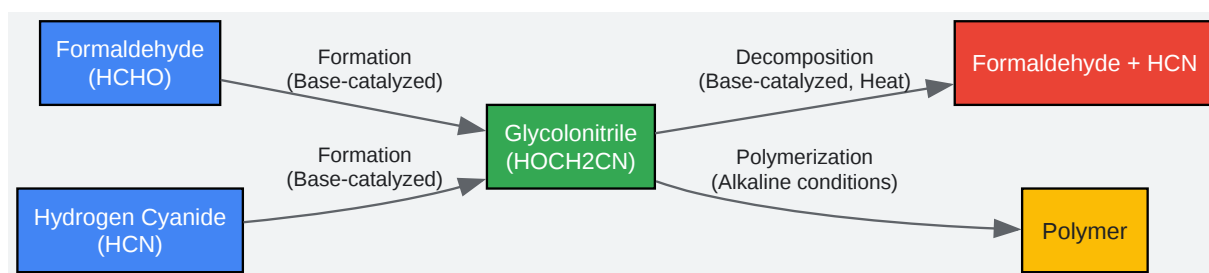 Formaldehyde
(HCHO)
Formation
(Base-catalyzed)
Hydrogen Cyanide
(HCN)
Formation
(Base-catalyzed)
Glycolonitrile
(HOCH2CN)
Decomposition
(Base-catalyzed, Heat)
Formaldehyde + HCN
Polymerization
(Alkaline conditions)
Polymer